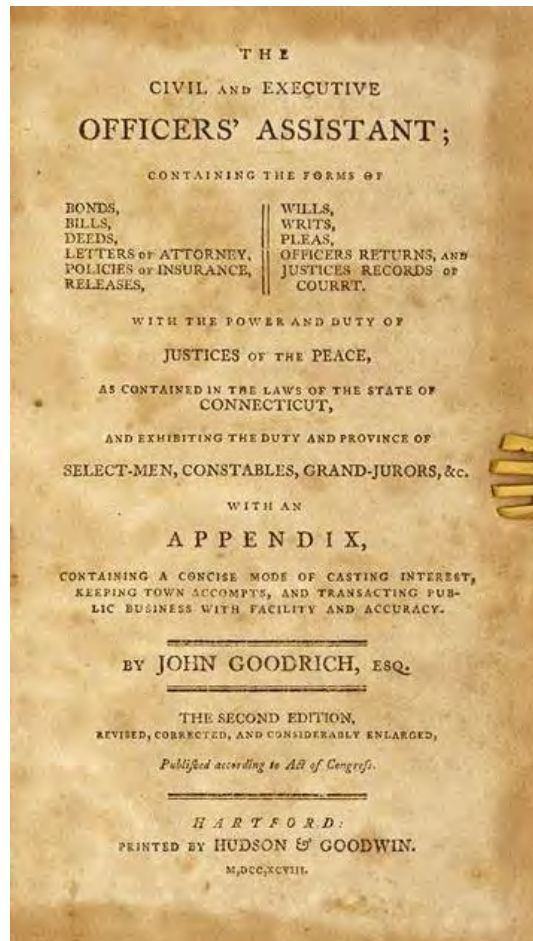 THE
CIVIL AND EXECUTIVE
OFFICERS' ASSISTANT;
CONTAINING THE FORMS OF
BONDS,
BILLS,
DEEDS,
LETTERS OF ATTORNEY,
POLICIES OF INSURANCE,
RELEASES,
WILLS,
WRITS,
PLEAS,
OFFICERS RETURNS, AND
JUSTICES RECORDS OF
COURRT.
WITH THE POWER AND DUTY OF
JUSTICES OF THE PEACE,
AS CONTAINED IN THE LAWS OF THE STATE OF
CONNECTICUT,
AND EXHIBITING THE DUTY AND PROVINCE OF
SELECT-MEN, CONSTABLES, GRAND-JURORS, &c.
WITH AN
APPENDIX,
CONTAINING A CONCISE MODE OF CASTING INTEREST,
KEEPING TOWN ACCOMPTS, AND TRANSACTING PUB-
LIC BUSINESS WITH FACILITY AND ACCURACY.
BY JOHN GOODRICH, ESQ.
THE SECOND EDITION,
REVISED, CORRECTED, AND CONSIDERABLY ENLARGED,
Publiſhed according to Act of Congreſs.
HARTFORD:
PRINTED BY HUDSON & GOODWIN.
M,DCC,XCVIII.